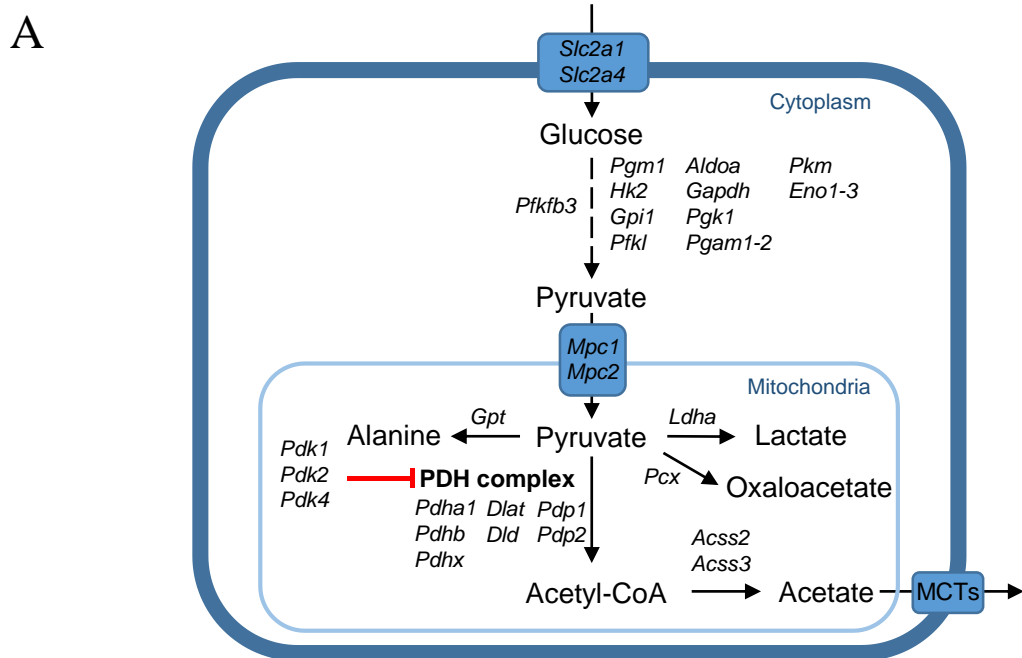 A
Slc2a1
Slc2a4
Cytoplasm
Glucose
Pfkfb3
Pgm1 Aldoa Pkm
Hk2 Gapdh Eno1-3
Gpi1 Pgk1
Pfkl Pgam1-2
Pyruvate
Mpc1
Mpc2
Mitochondria
Alanine Gpt Pyruvate Ldha Lactate
Pdk1
Pdk2
Pdk4
PDH complex
Pcx Oxaloacetate
Pdha1 Dlat Pdp1
Pdhb Dld Pdp2
Pdhx
Acss2
Acss3
Acetyl-CoA Acetate MCTs